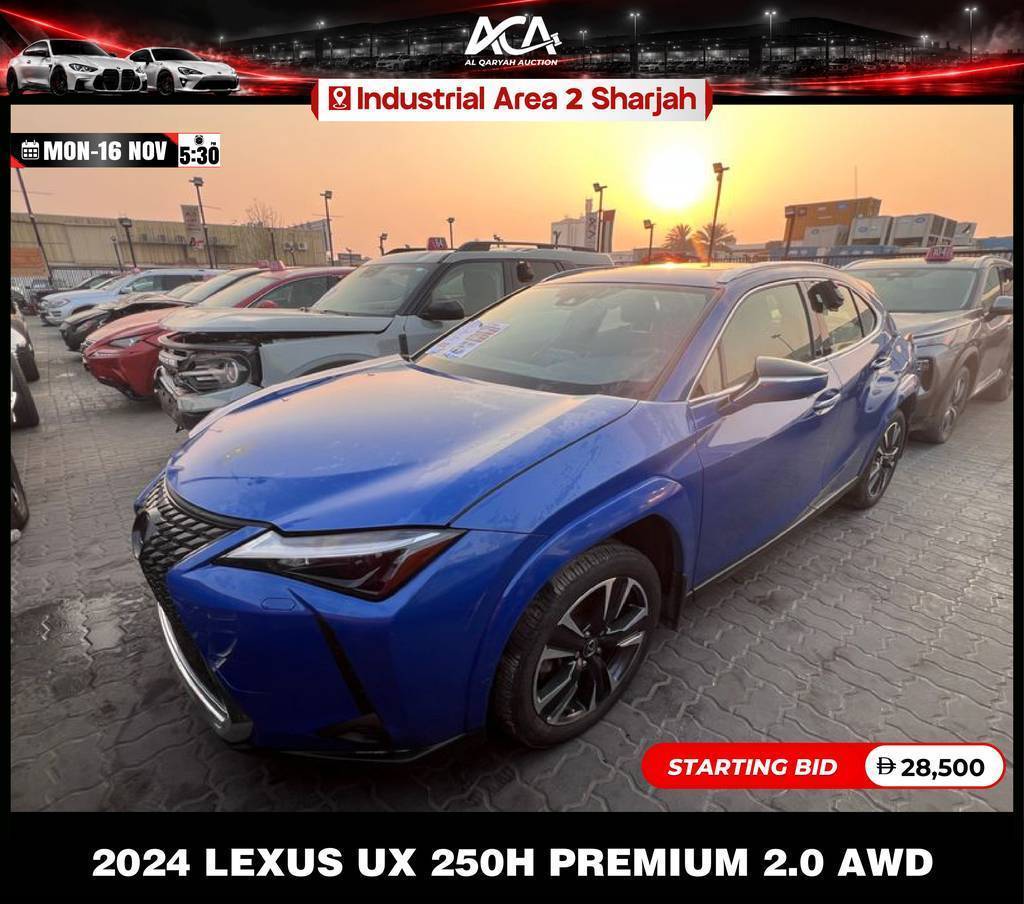 ACA
AL QARYAH AUCTION
Industrial Area 2 Sharjah
MON-16 NOV
5:30
PM
STARTING BID
28,500
2024 LEXUS UX 250H PREMIUM 2.0 AWD